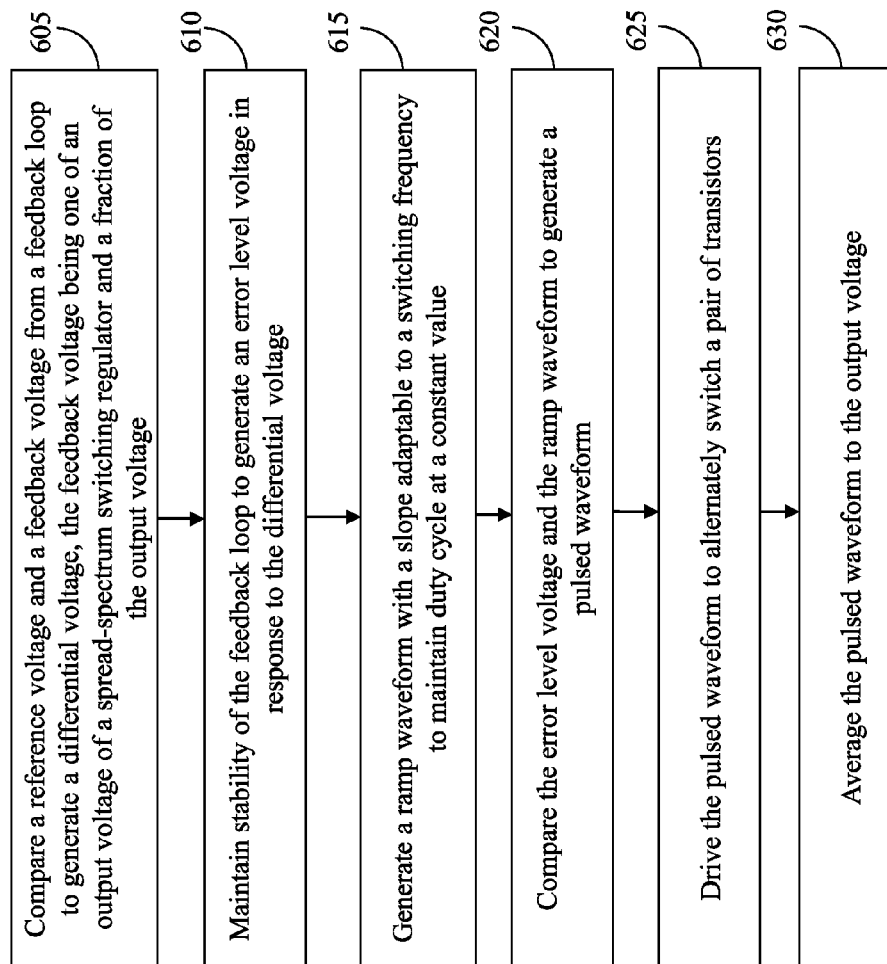 605
Compare a reference voltage and a feedback voltage from a feedback loop
to generate a differential voltage, the feedback voltage being one of an
output voltage of a spread-spectrum switching regulator and a fraction of
the output voltage
610
Maintain stability of the feedback loop to generate an error level voltage in
response to the differential voltage
615
Generate a ramp waveform with a slope adaptable to a switching frequency
to maintain duty cycle at a constant value
620
Compare the error level voltage and the ramp waveform to generate a
pulsed waveform
625
Drive the pulsed waveform to alternately switch a pair of transistors
630
Average the pulsed waveform to the output voltage